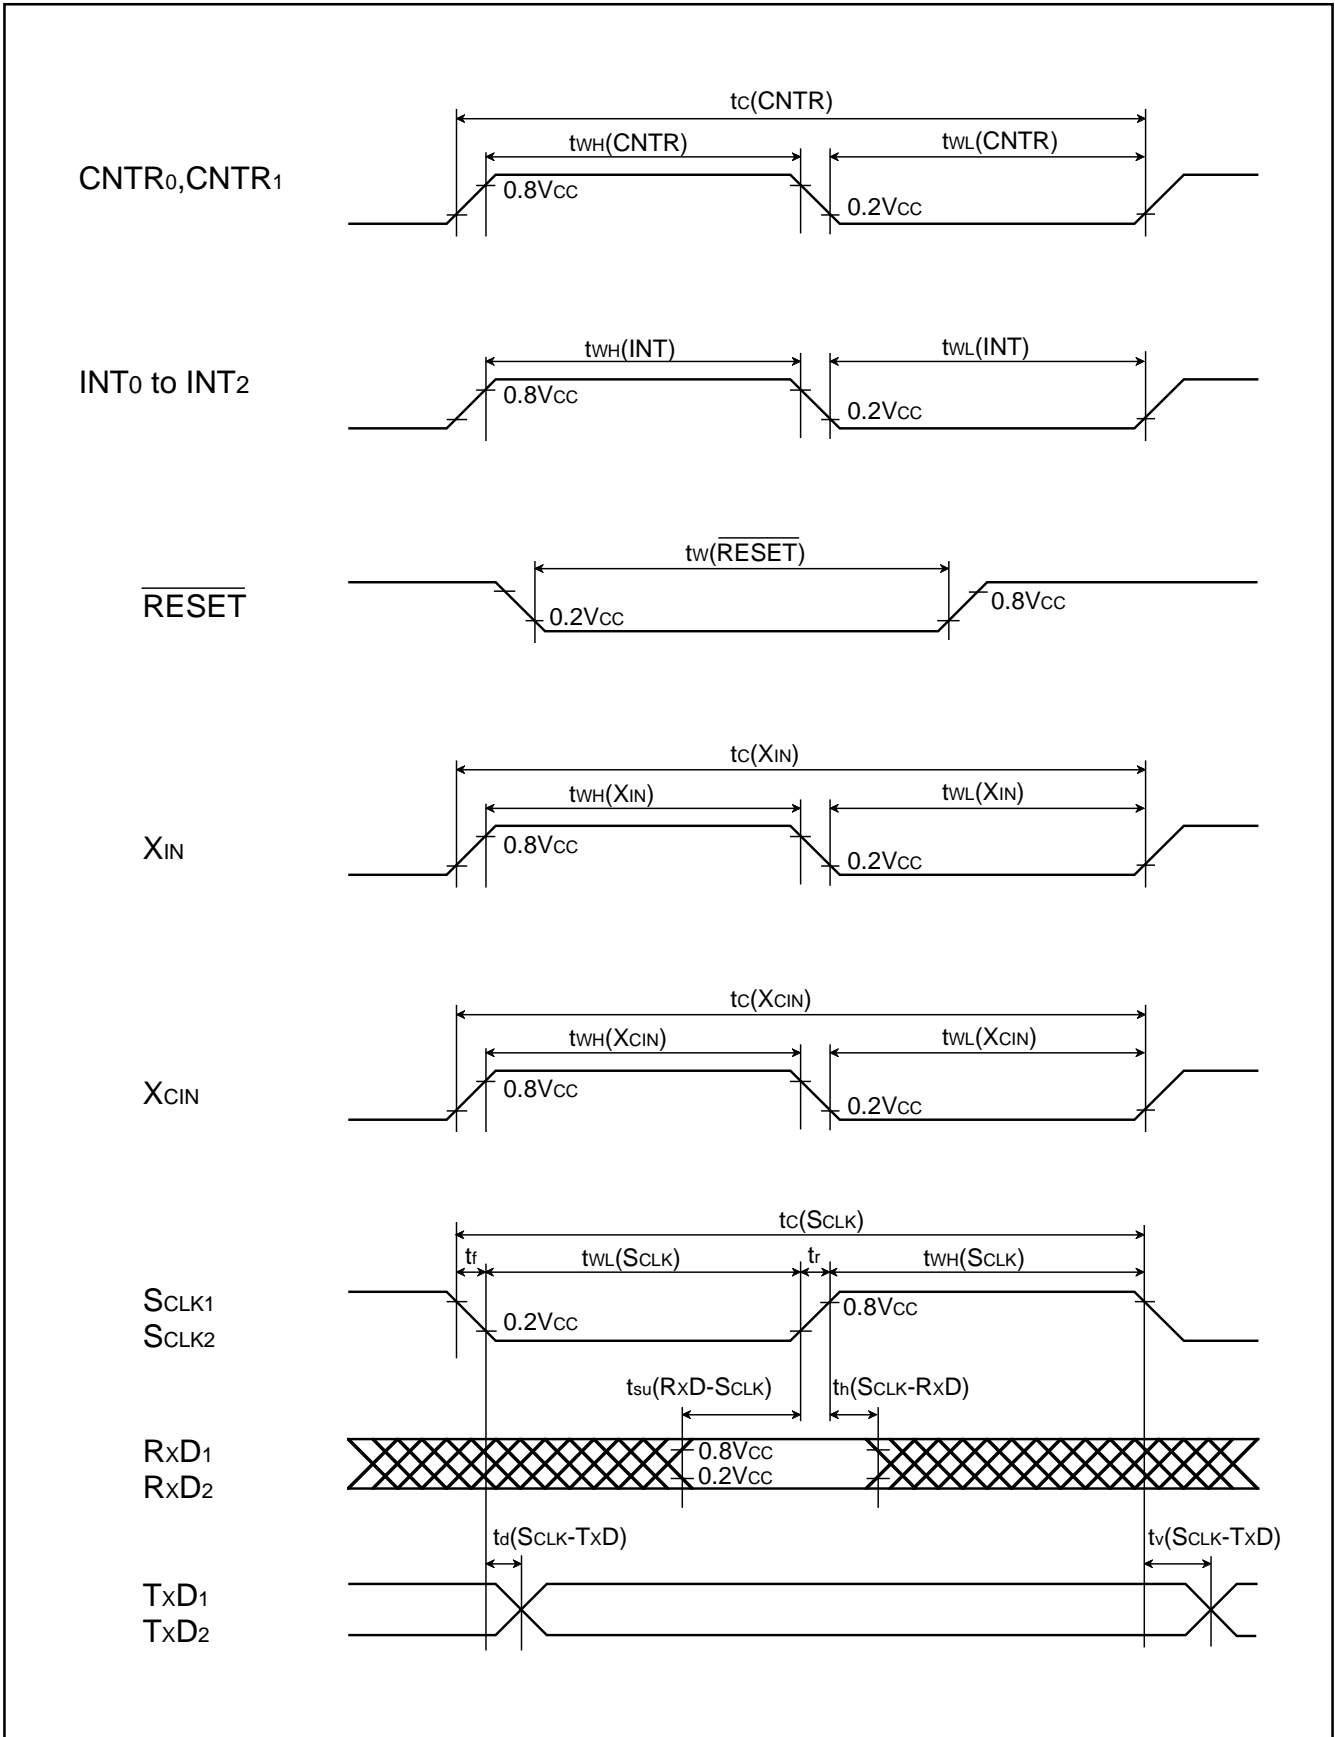 tC(CNTR)
tWH(CNTR) tWL(CNTR)
CNTR0,CNTR1
0.8VCC
0.2VCC
tWH(INT) tWL(INT)
INT0 to INT2
0.8VCC
0.2VCC
tW(RESET)
RESET
0.2VCC
0.8VCC
tC(XIN)
tWH(XIN) tWL(XIN)
XIN
0.8VCC
0.2VCC
tC(XCIN)
tWH(XCIN) tWL(XCIN)
XCIN
0.8VCC
0.2VCC
tC(SCLK)
tf tWL(SCLK) tr tWH(SCLK)
SCLK1
SCLK2
0.2VCC
0.8VCC
tsu(RXD-SCLK) th(SCLK-RXD)
RXD1
RXD2
0.8VCC
0.2VCC
td(SCLK-TXD) tv(SCLK-TXD)
TXD1
TXD2